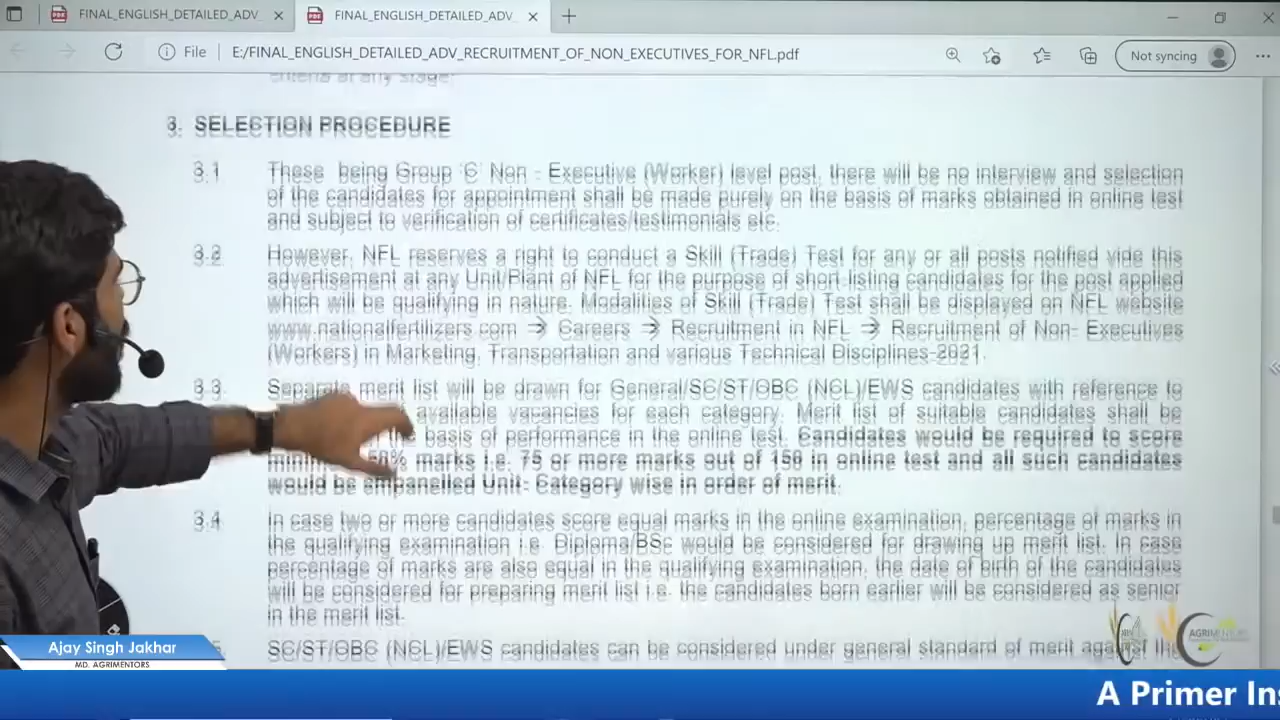 FINAL_ENGLISH_DETAILED_ADV_
FINAL_ENGLISH_DETAILED_ADV_
File
E:/FINAL_ENGLISH_DETAILED_ADV_RECRUITMENT_OF_NON_EXECUTIVES_FOR_NFL.pdf
Not syncing
criteria at any stage.
3. SELECTION PROCEDURE
3.1 These being Group 'C' Non - Executive (Worker) level post, there will be no interview and selection
of the candidates for appointment shall be made purely on the basis of marks obtained in online test
and subject to verification of certificates/testimonials etc.
3.2 However, NFL reserves a right to conduct a Skill (Trade) Test for any or all posts notified vide this
advertisement at any Unit/Plant of NFL for the purpose of short-listing candidates for the post applied
which will be qualifying in nature. Modalities of Skill (Trade) Test shall be displayed on NFL website
www.nationalfertilizers.com → Careers → Recruitment in NFL → Recruitment of Non- Executives
(Workers) in Marketing, Transportation and various Technical Disciplines-2021.
3.3. Separate merit list will be drawn for General/SC/ST/OBC (NCL)/EWS candidates with reference to
available vacancies for each category. Merit list of suitable candidates shall be
the basis of performance in the online test. Candidates would be required to score
50% marks i.e. 75 or more marks out of 150 in online test and all such candidates
would be empanelled Unit- Category wise in order of merit.
3.4 In case two or more candidates score equal marks in the online examination, percentage of marks in
the qualifying examination i.e. Diploma/BSc would be considered for drawing up merit list. In case
percentage of marks are also equal in the qualifying examination, the date of birth of the candidates
will be considered for preparing merit list i.e. the candidates born earlier will be considered as senior
in the merit list.
SC/ST/OBC (NCL)/EWS candidates can be considered under general standard of merit against the
AGRIMENTORS
Ajay Singh Jakhar
MD. AGRIMENTORS
A Primer Ins